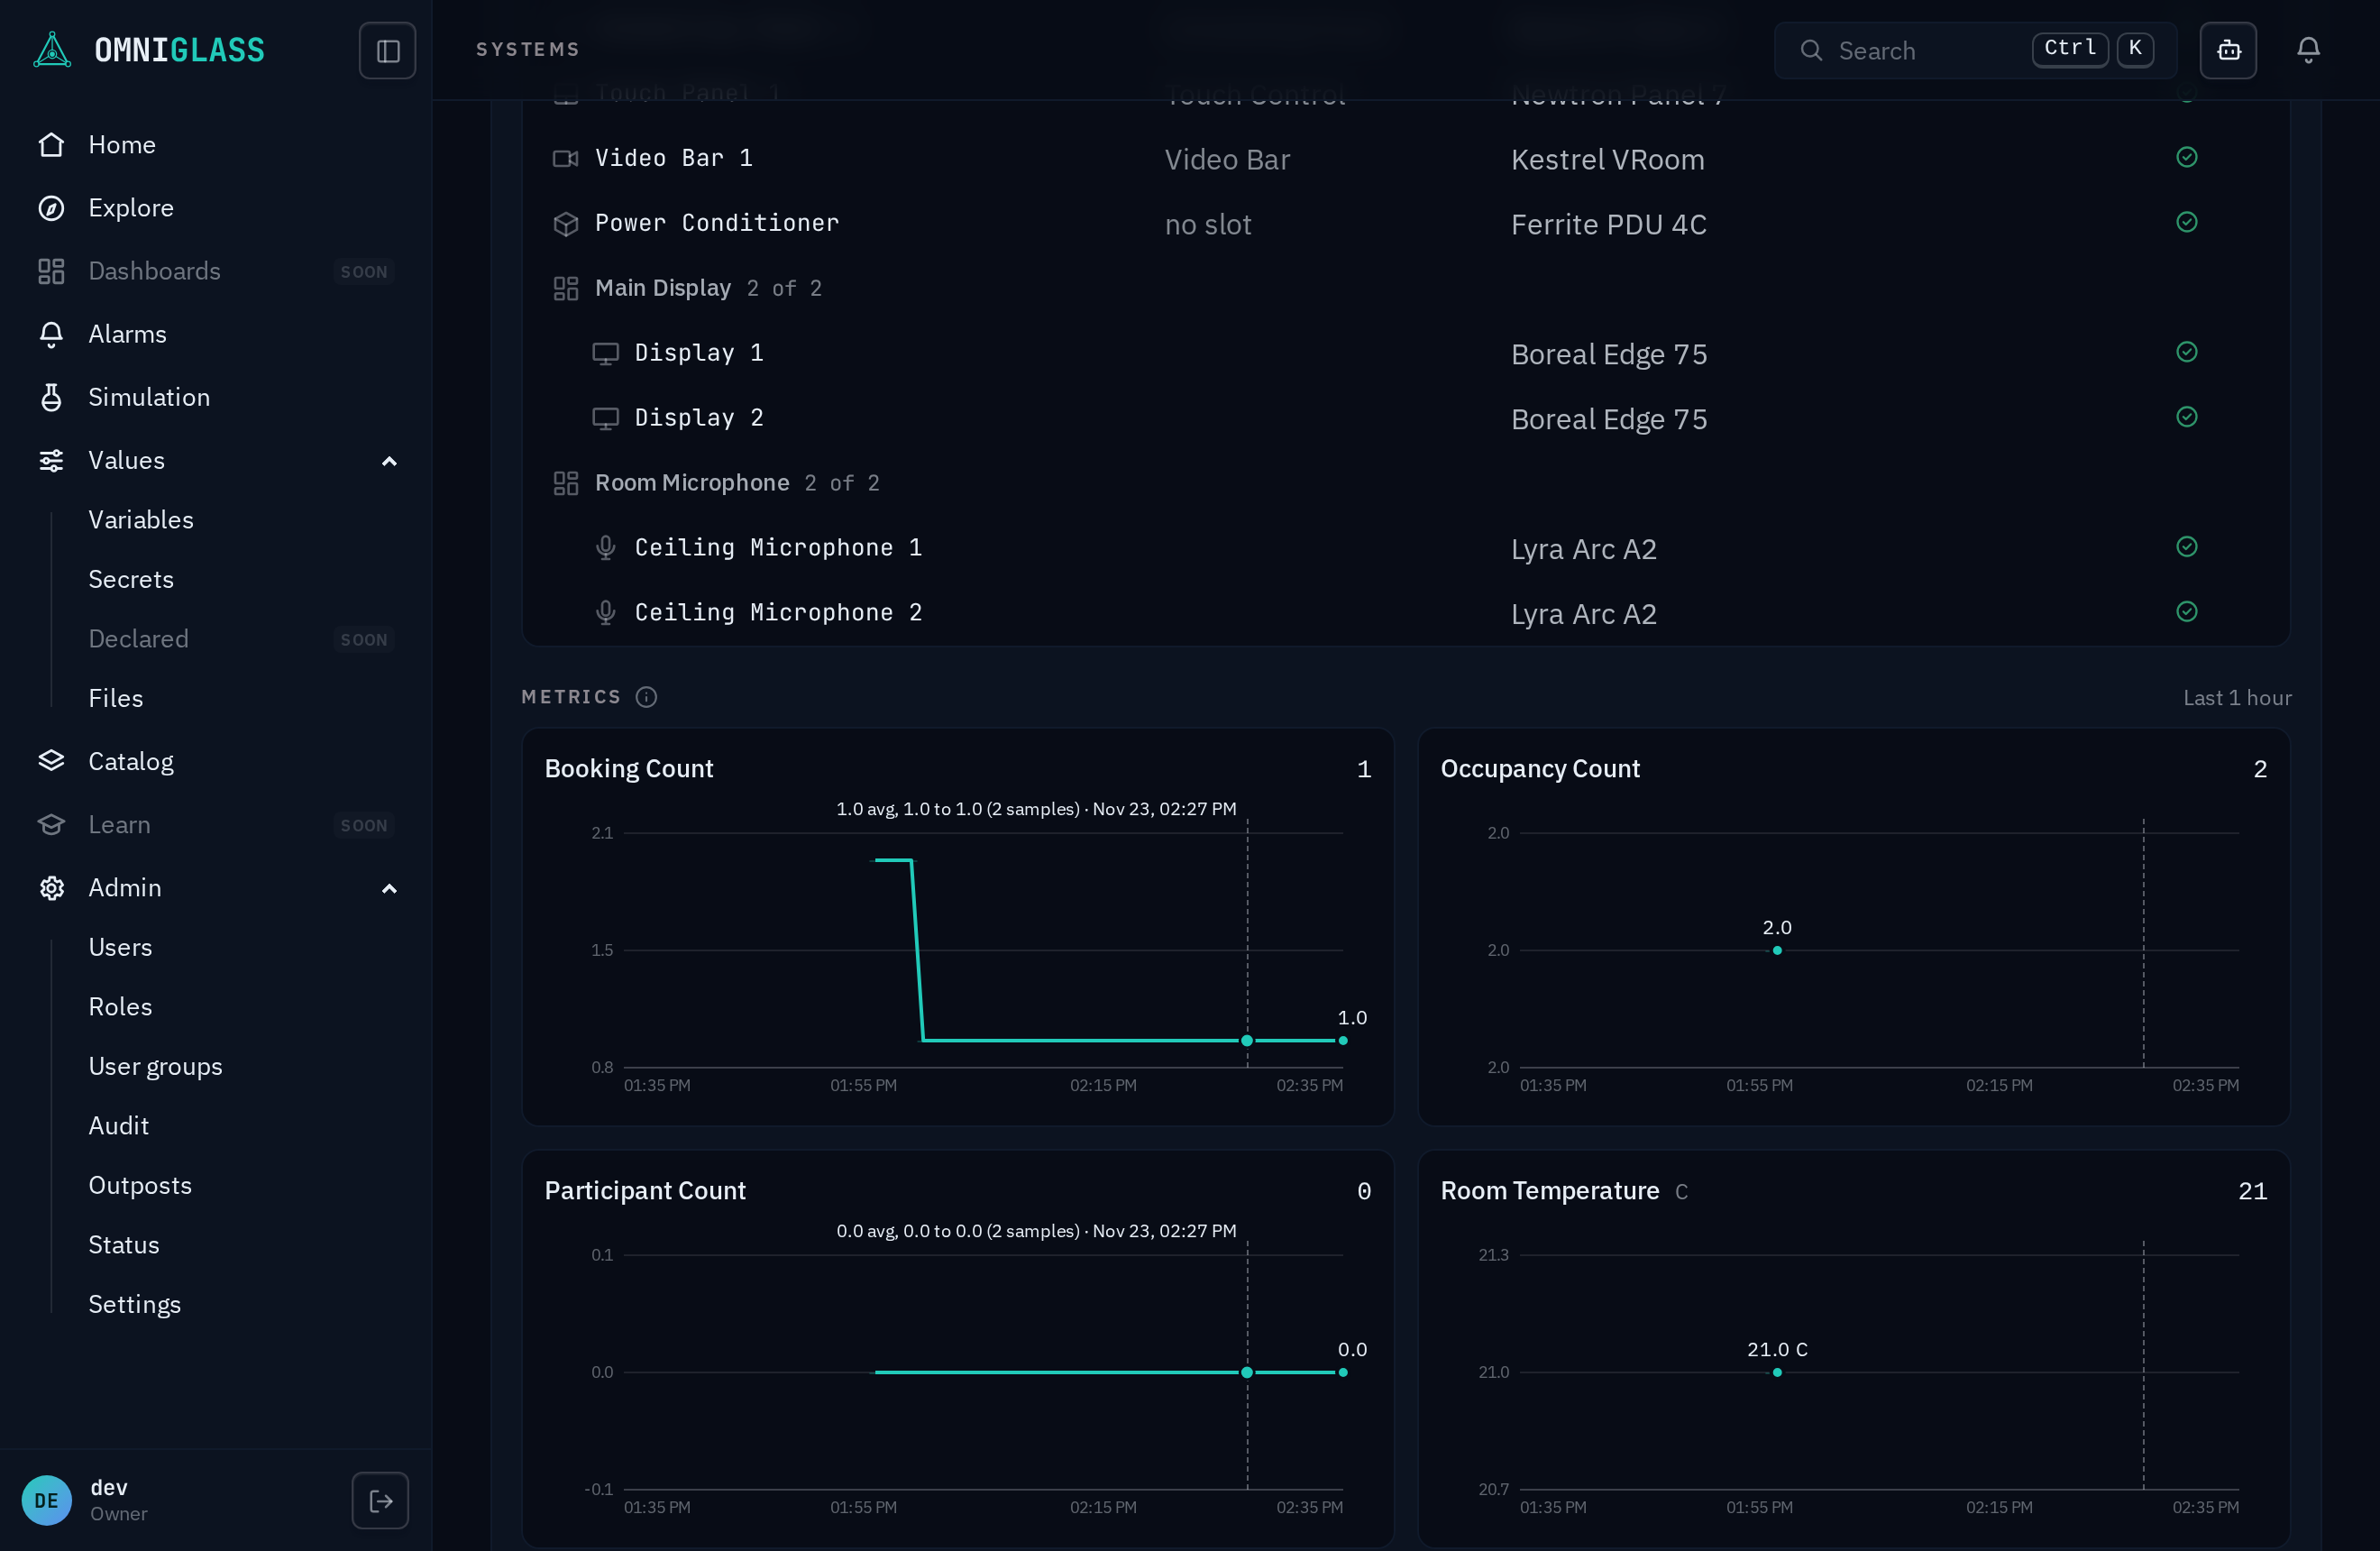 OMNIGLASS
SYSTEMS
Search
Ctrl K
Home
Explore
Dashboards SOON
Alarms
Simulation
Values
Variables
Secrets
Declared SOON
Files
Catalog
Learn SOON
Admin
Users
Roles
User groups
Audit
Outposts
Status
Settings
DE
dev
Owner
Touch Panel 1 Touch Control Newtron Panel 7
Video Bar 1 Video Bar Kestrel VRoom
Power Conditioner no slot Ferrite PDU 4C
Main Display 2 of 2
Display 1 Boreal Edge 75
Display 2 Boreal Edge 75
Room Microphone 2 of 2
Ceiling Microphone 1 Lyra Arc A2
Ceiling Microphone 2 Lyra Arc A2
METRICS Last 1 hour
Booking Count 1
1.0 avg, 1.0 to 1.0 (2 samples) · Nov 23, 02:27 PM
2.1
1.5
1.0
0.8
01:35 PM 01:55 PM 02:15 PM 02:35 PM
Occupancy Count 2
2.0
2.0
2.0
2.0
01:35 PM 01:55 PM 02:15 PM 02:35 PM
Participant Count 0
0.0 avg, 0.0 to 0.0 (2 samples) · Nov 23, 02:27 PM
0.1
0.0
0.0
-0.1
01:35 PM 01:55 PM 02:15 PM 02:35 PM
Room Temperature C 21
21.3
21.0 C
21.0
20.7
01:35 PM 01:55 PM 02:15 PM 02:35 PM